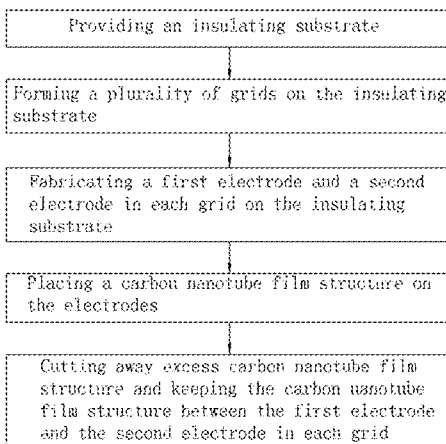 Providing an insulating substrate
Forming a plurality of grids on the insulating
substrate
Fabricating a first electrode and a second
electrode in each grid on the insulating
substrate
Placing a carbon nanotube film structure on
the electrodes
Cutting away excess carbon nanotube film
structure and keeping the carbon nanotube
film structure between the first electrode
and the second electrode in each grid